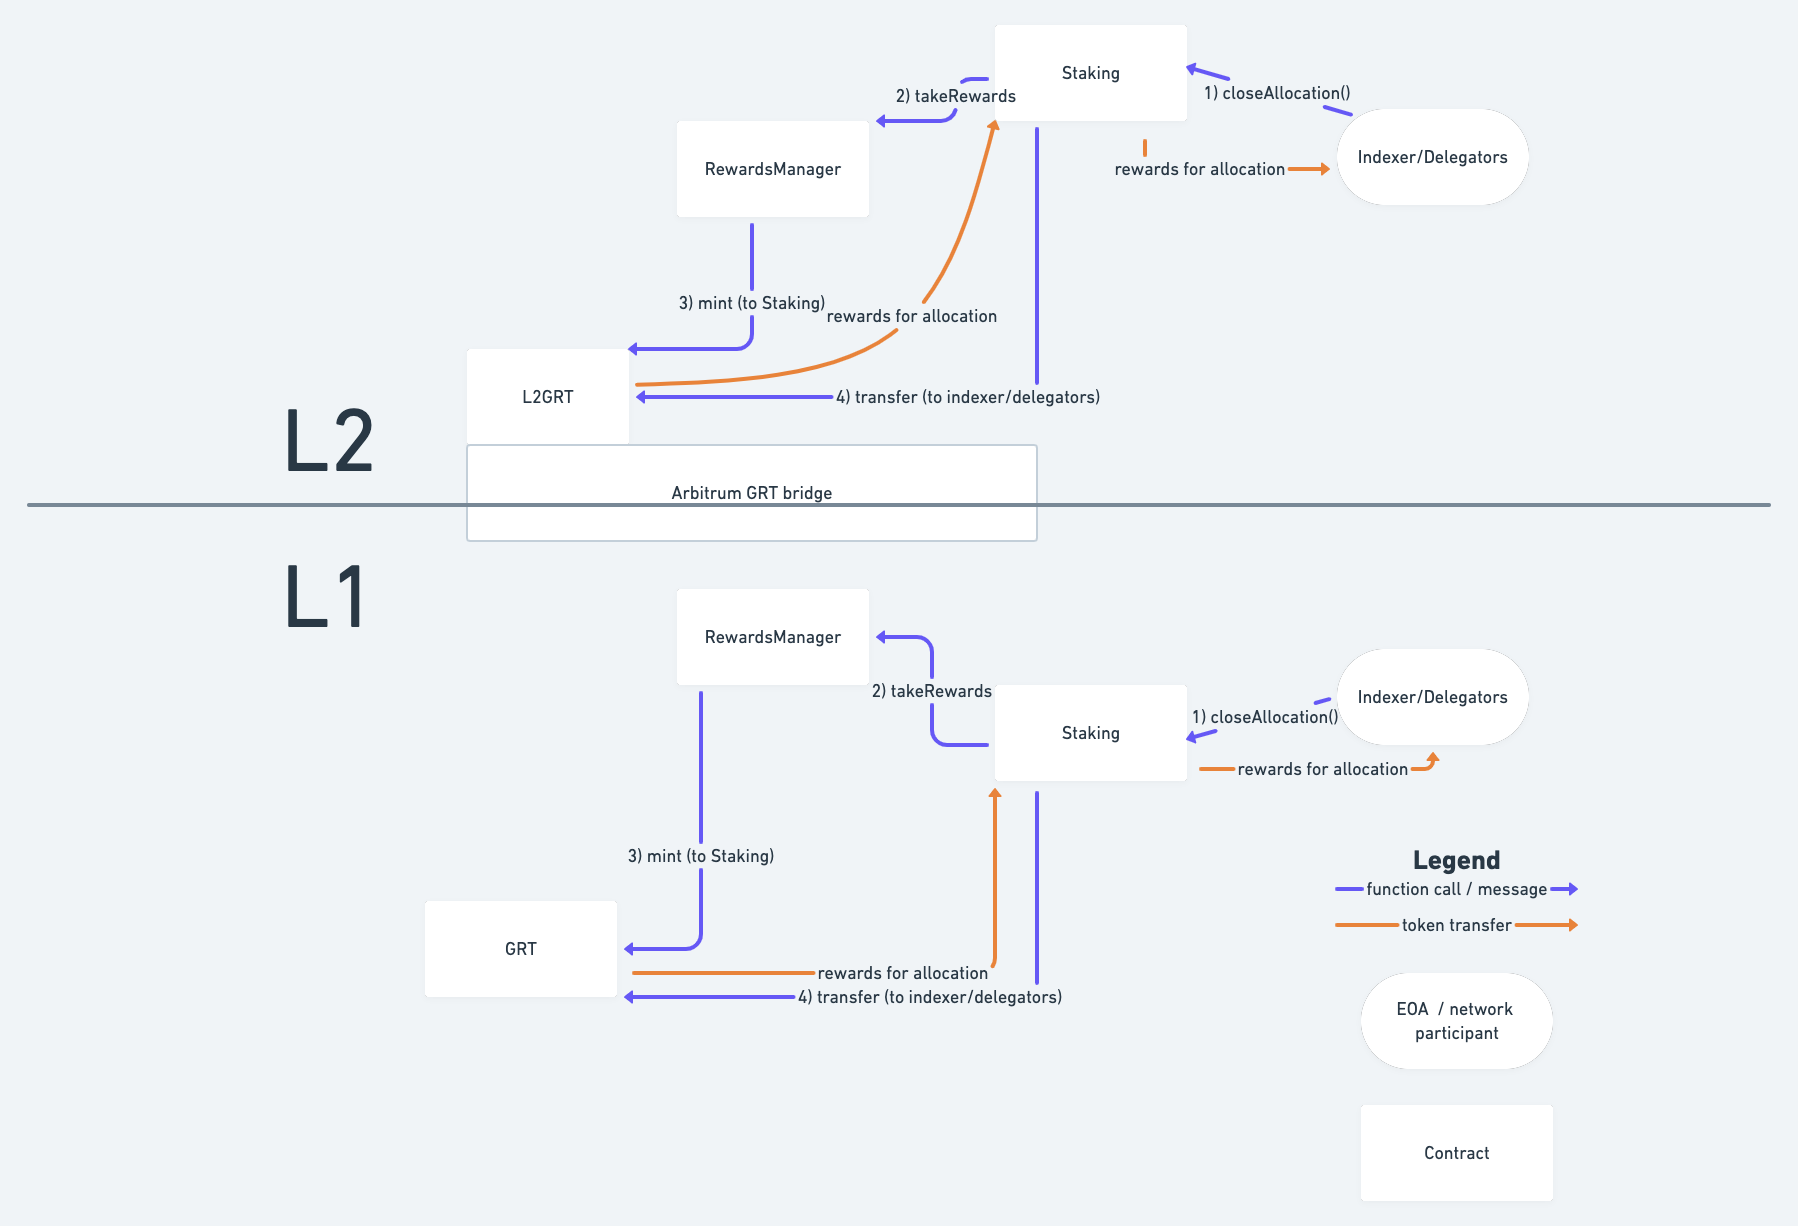 Staking
2) takeRewards
1) closeAllocation()
RewardsManager
rewards for allocation
Indexer/Delegators
3) mint (to Staking)
rewards for allocation
L2GRT
4) transfer (to indexer/delegators)
L2
Arbitrum GRT bridge
L1
RewardsManager
2) takeRewards
Indexer/Delegators
1) closeAllocation()
Staking
rewards for allocation
3) mint (to Staking)
GRT
rewards for allocation
4) transfer (to indexer/delegators)
Legend
function call / message
token transfer
EOA / network
participant
Contract